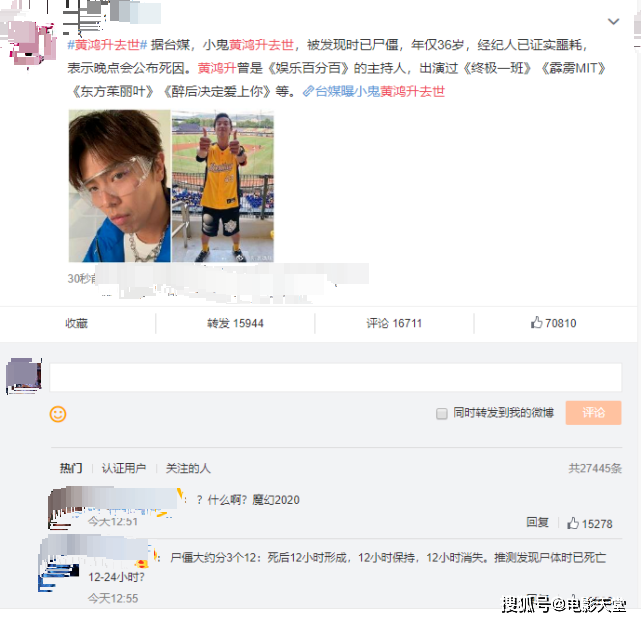 #黄鸿升去世# 据台媒，小鬼黄鸿升去世，被发现时已尸僵，年仅36岁，经纪人已证实噩耗，
表示晚点会公布死因。黄鸿升曾是《娱乐百分百》的主持人，出演过《终极一班》《霹雳MIT》
《东方茱丽叶》《醉后决定爱上你》等。台媒曝小鬼黄鸿升去世
30秒前
收藏 转发 15944 评论 16711 70810
同时转发到我的微博 评论
热门 认证用户 关注的人 共27445条
：？什么啊？魔幻2020
今天12:51 回复 15278
：尸僵大约分3个12：死后12小时形成，12小时保持，12小时消失。推测发现尸体时已死亡
12-24小时？
今天12:55
搜狐号@电影天堂